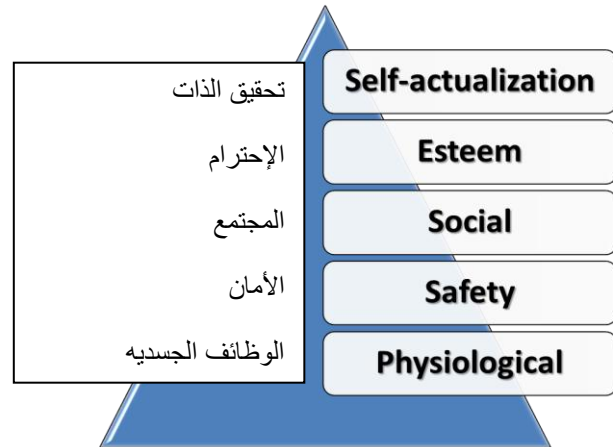 تحقيق الذات
الإحترام
المجتمع
الأمان
الوظائف الجسديه
Self-actualization
Esteem
Social
Safety
Physiological